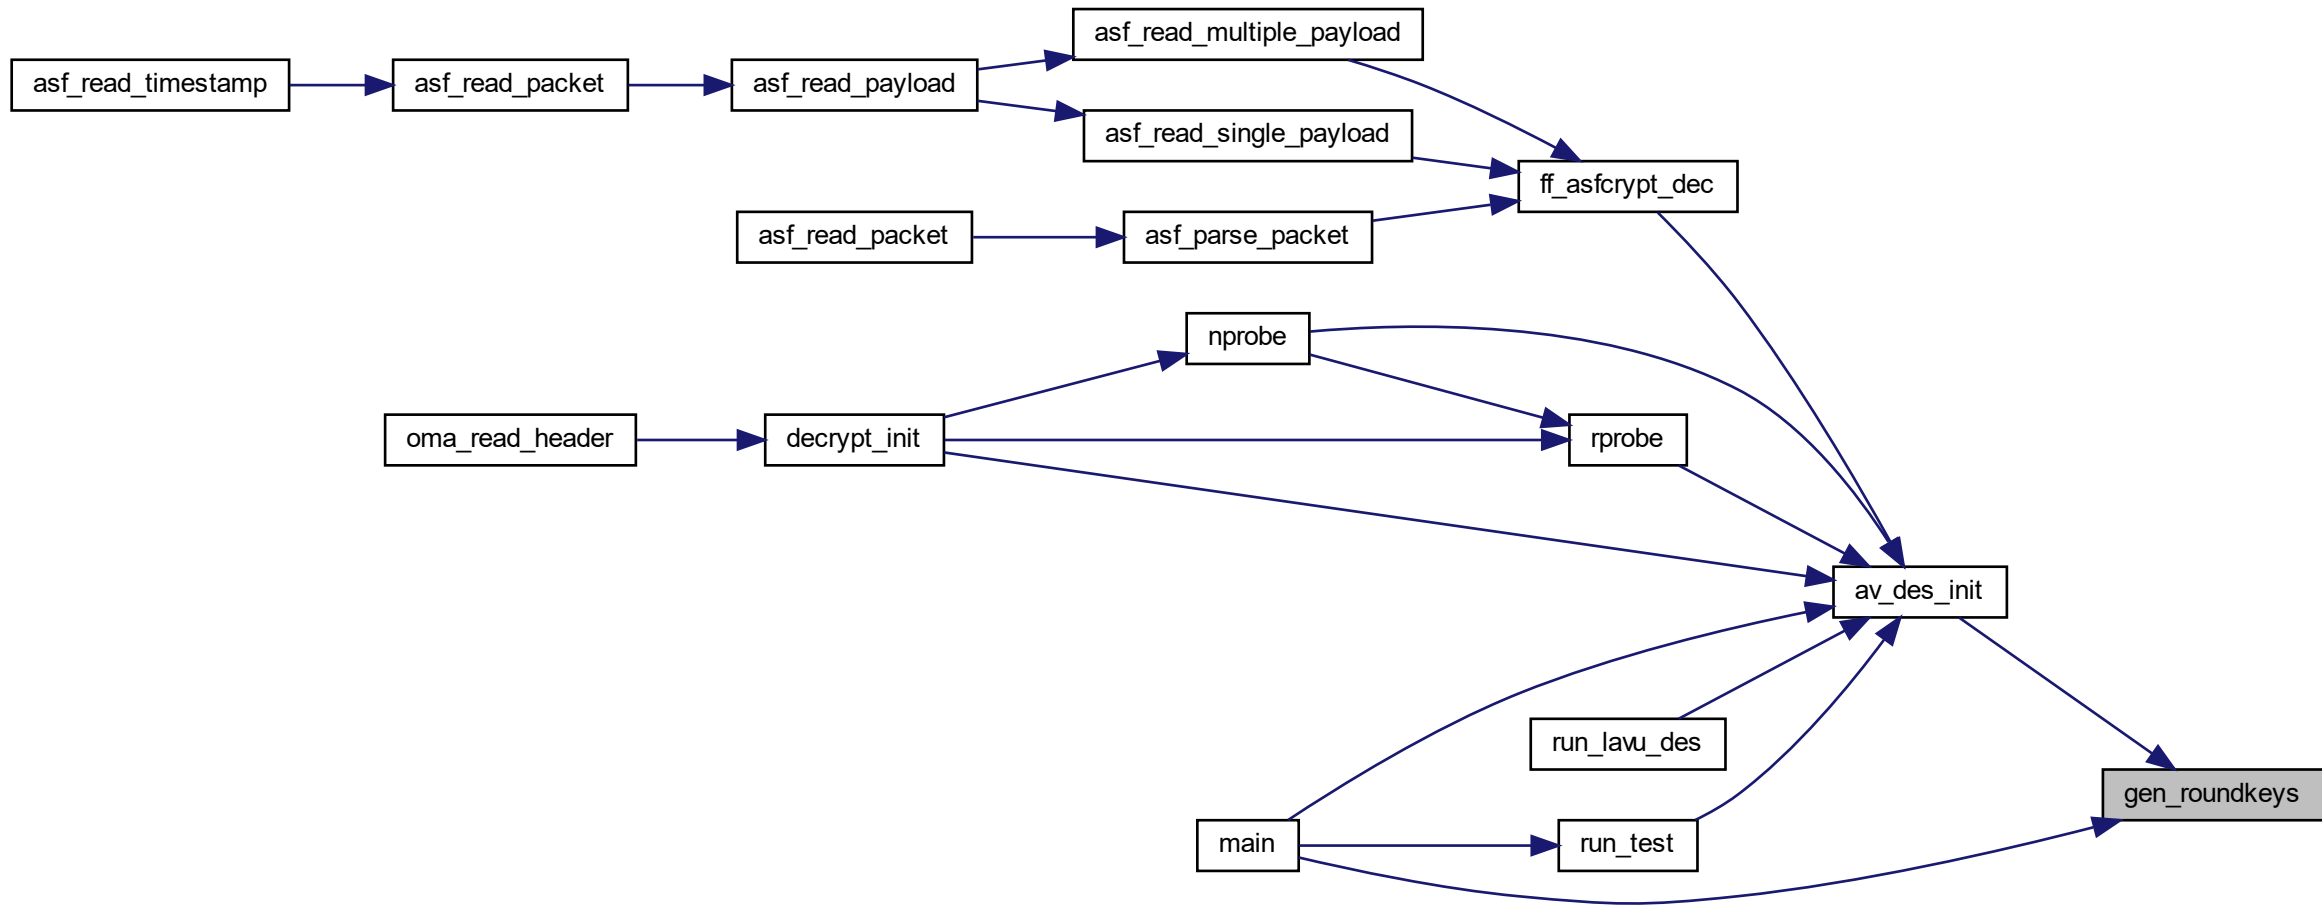 asf_read_multiple_payload
asf_read_timestamp
asf_read_packet
asf_read_payload
asf_read_single_payload
ff_asfcrypt_dec
asf_read_packet
asf_parse_packet
nprobe
oma_read_header
decrypt_init
rprobe
av_des_init
run_lavu_des
gen_roundkeys
main
run_test